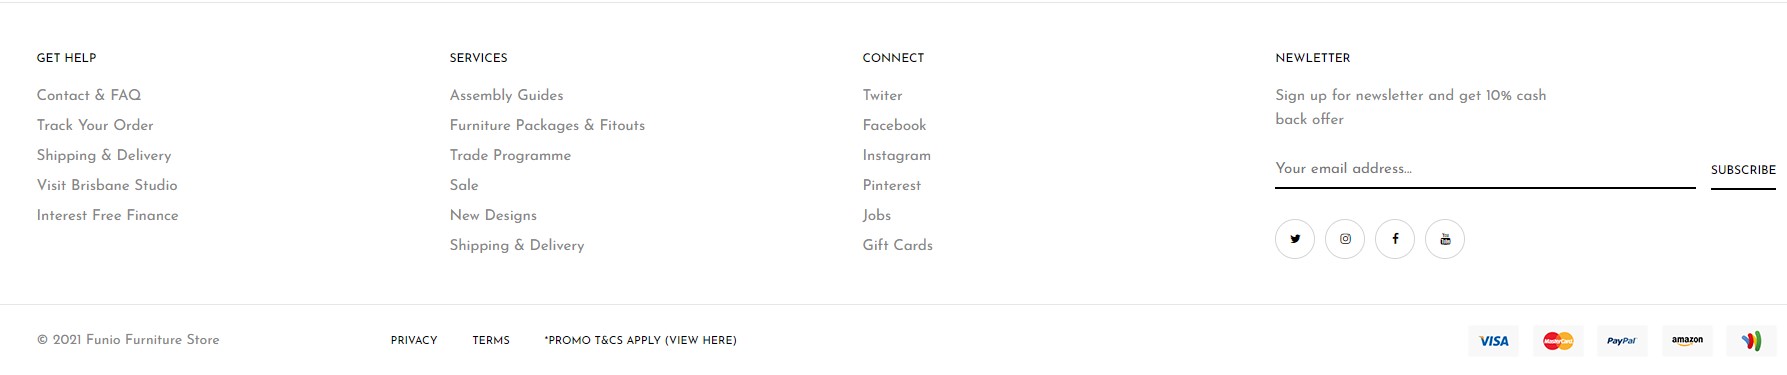 GET HELP
Contact & FAQ
Track Your Order
Shipping & Delivery
Visit Brisbane Studio
Interest Free Finance
SERVICES
Assembly Guides
Furniture Packages & Fitouts
Trade Programme
Sale
New Designs
Shipping & Delivery
CONNECT
Twiter
Facebook
Instagram
Pinterest
Jobs
Gift Cards
NEWLETTER
Sign up for newsletter and get 10% cash
back offer
Your email address...
SUBSCRIBE
You Tube
© 2021 Funio Furniture Store
PRIVACY
TERMS
*PROMO T&CS APPLY (VIEW HERE)
VISA
MasterCard
PayPal
amazon